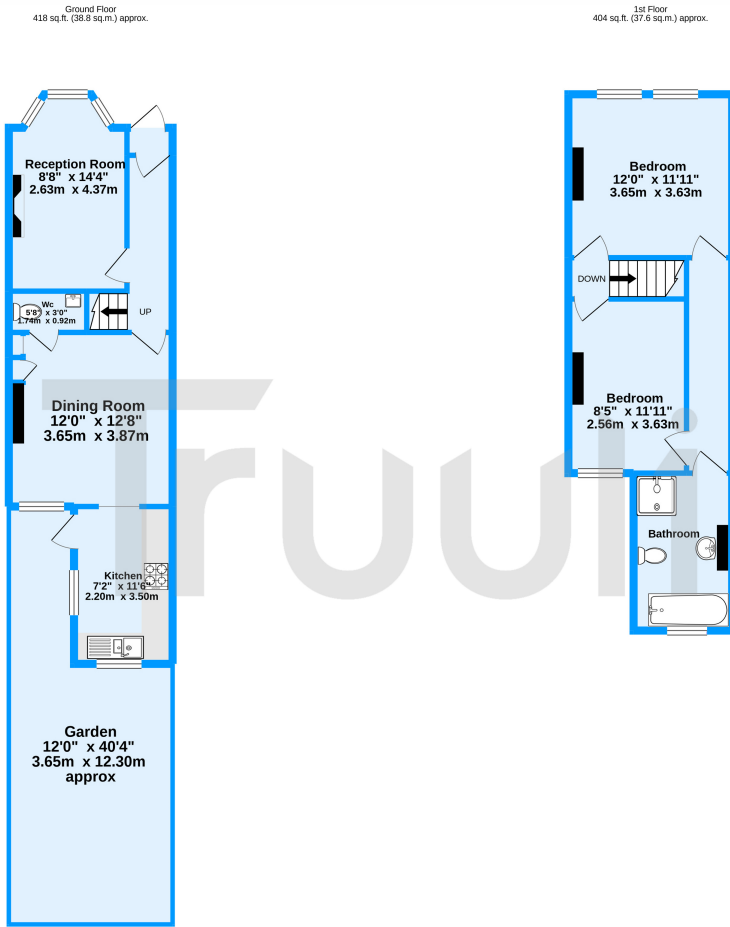 Ground Floor
418 sq.ft. (38.8 sq.m.) approx.
1st Floor
404 sq.ft. (37.6 sq.m.) approx.
Reception Room
8'8" x 14'4"
2.63m x 4.37m
Wc
5'8" x 3'0"
1.74m x 0.92m
UP
Dining Room
12'0" x 12'8"
3.65m x 3.87m
Kitchen
7'2" x 11'6"
2.20m x 3.50m
Garden
12'0" x 40'4"
3.65m x 12.30m
approx
Bedroom
12'0" x 11'11"
3.65m x 3.63m
DOWN
Bedroom
8'5" x 11'11"
2.56m x 3.63m
Bathroom
Truuli